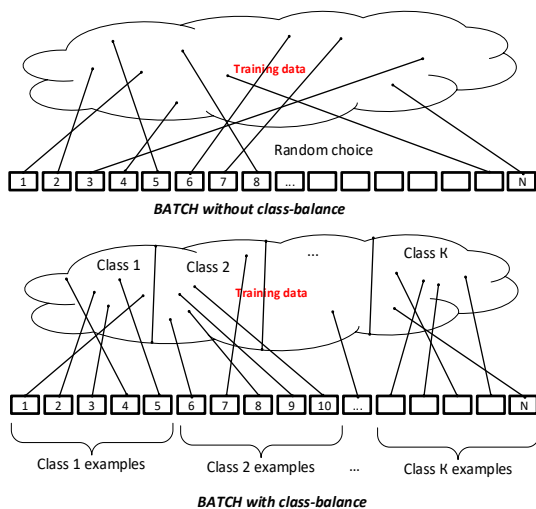 Training data
Random choice
1 2 3 4 5 6 7 8 ... N
BATCH without class-balance
Class 1 Class 2 ... Class K
Training data
1 2 3 4 5 6 7 8 9 10 ... N
Class 1 examples Class 2 examples ... Class K examples
BATCH with class-balance